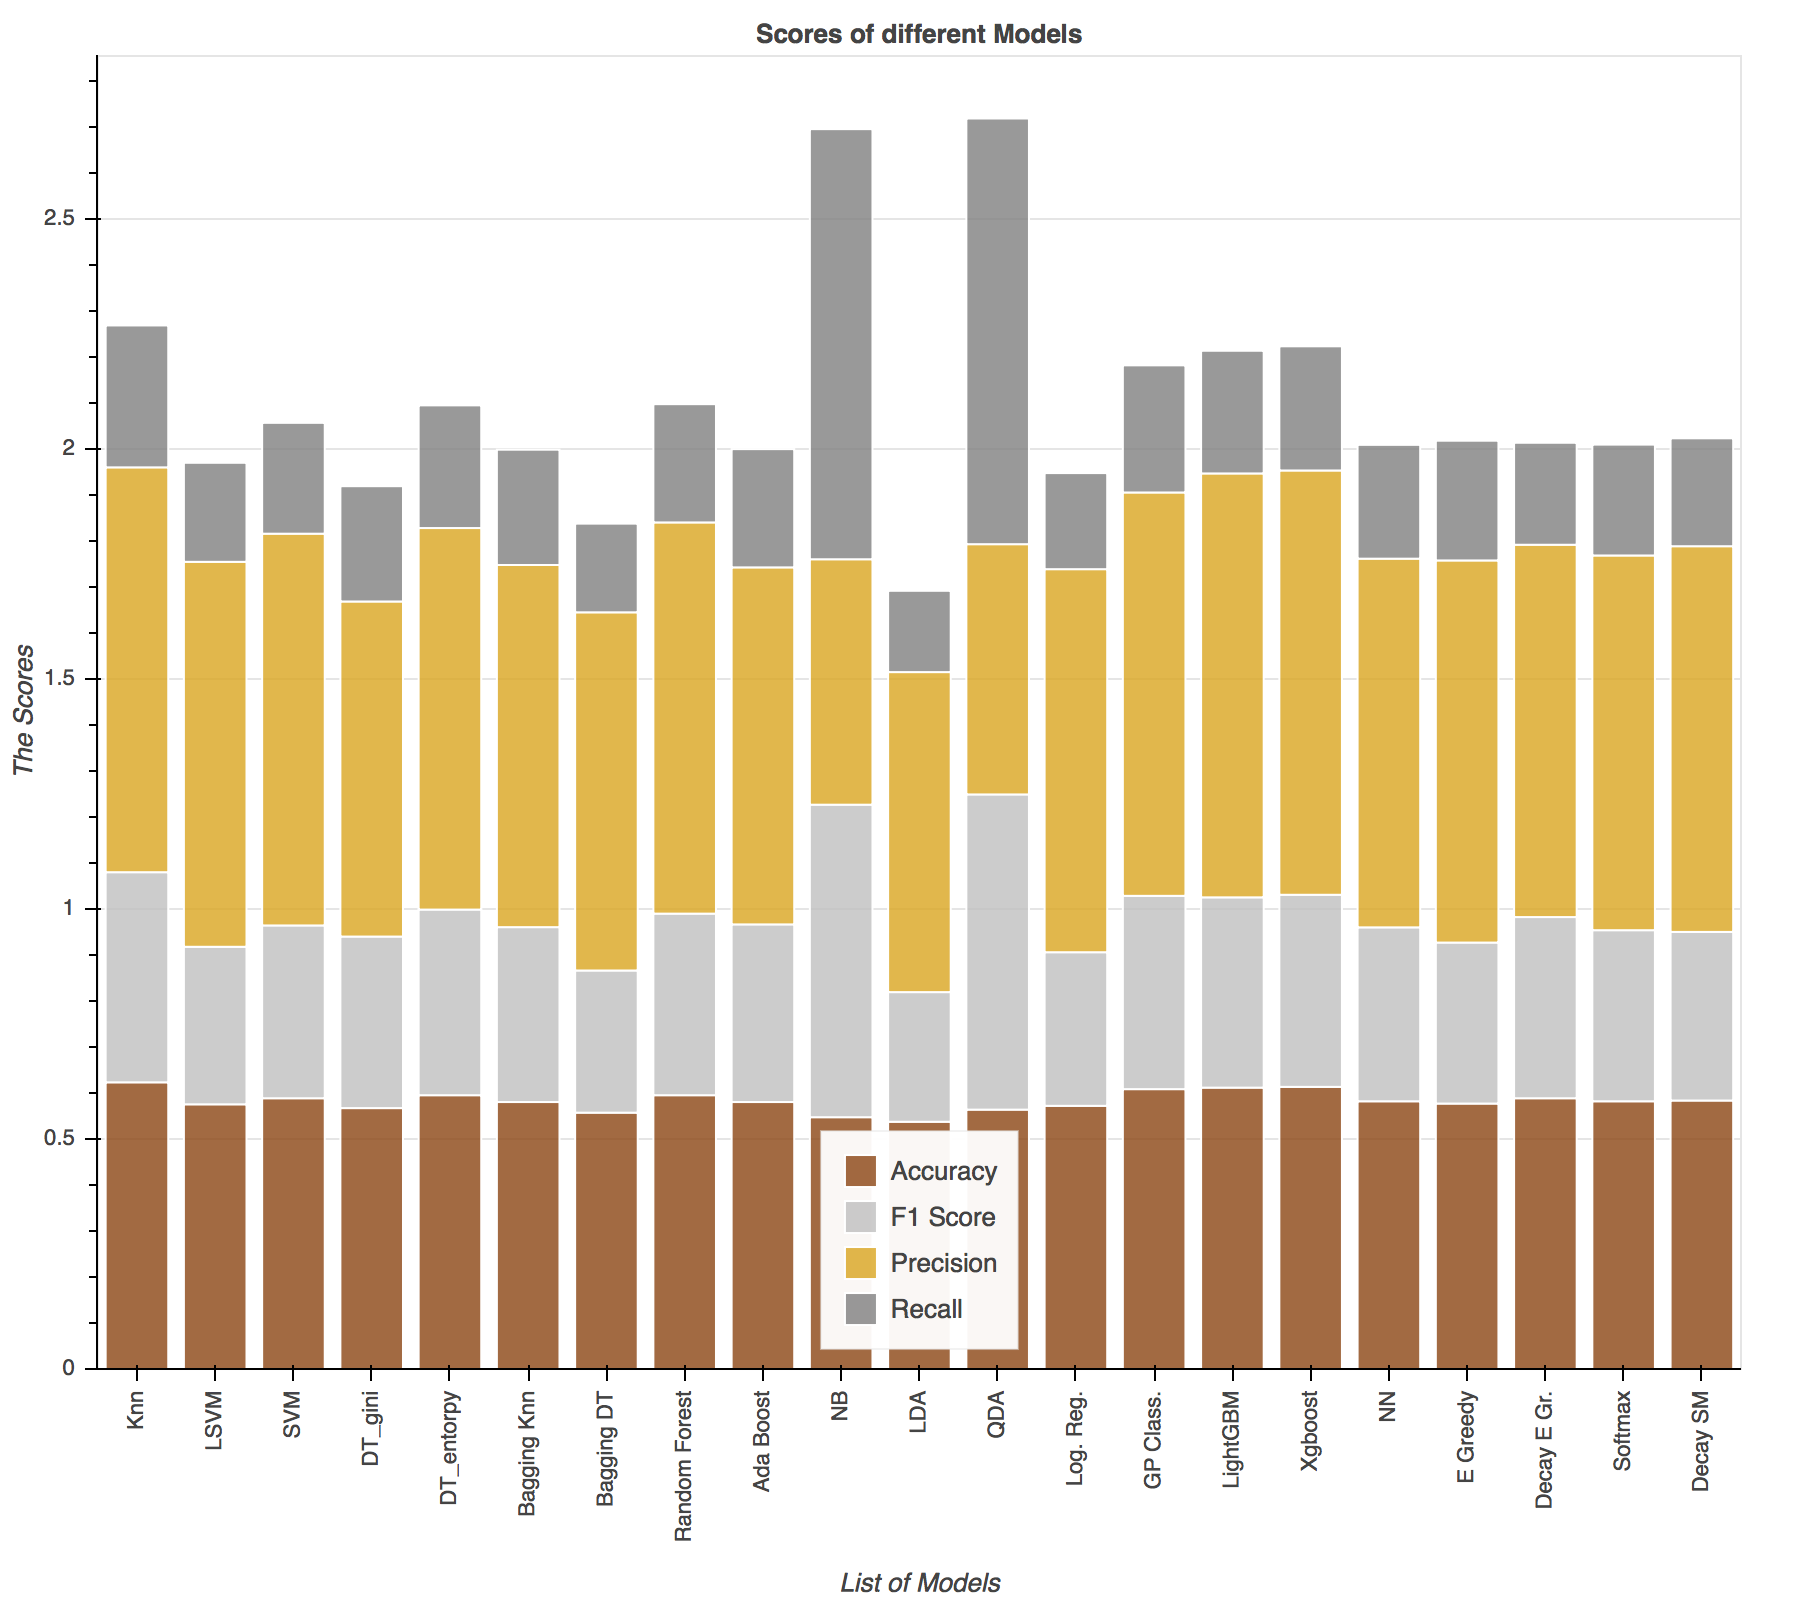 Scores of different Models
The Scores
2.5
2
1.5
1
0.5
0
Accuracy
F1 Score
Precision
Recall
Knn
LSVM
SVM
DT_gini
DT_entorpy
Bagging Knn
Bagging DT
Random Forest
Ada Boost
NB
LDA
QDA
Log. Reg.
GP Class.
LightGBM
Xgboost
NN
E Greedy
Decay E Gr.
Softmax
Decay SM
List of Models